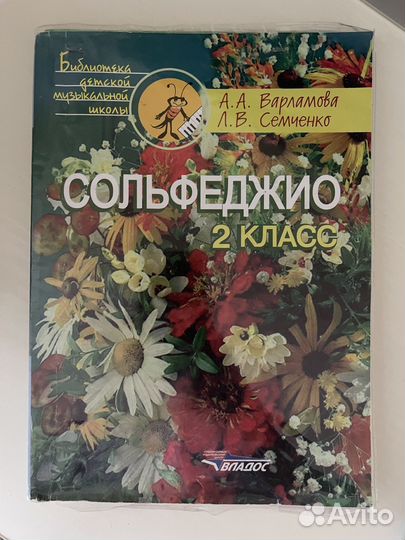 Библиотека
детской
музыкальной
школы
А.А. Варламова
Л.В. Семченко
СОЛЬФЕДЖИО
2 КЛАСС
ВЛАДОС
Avito